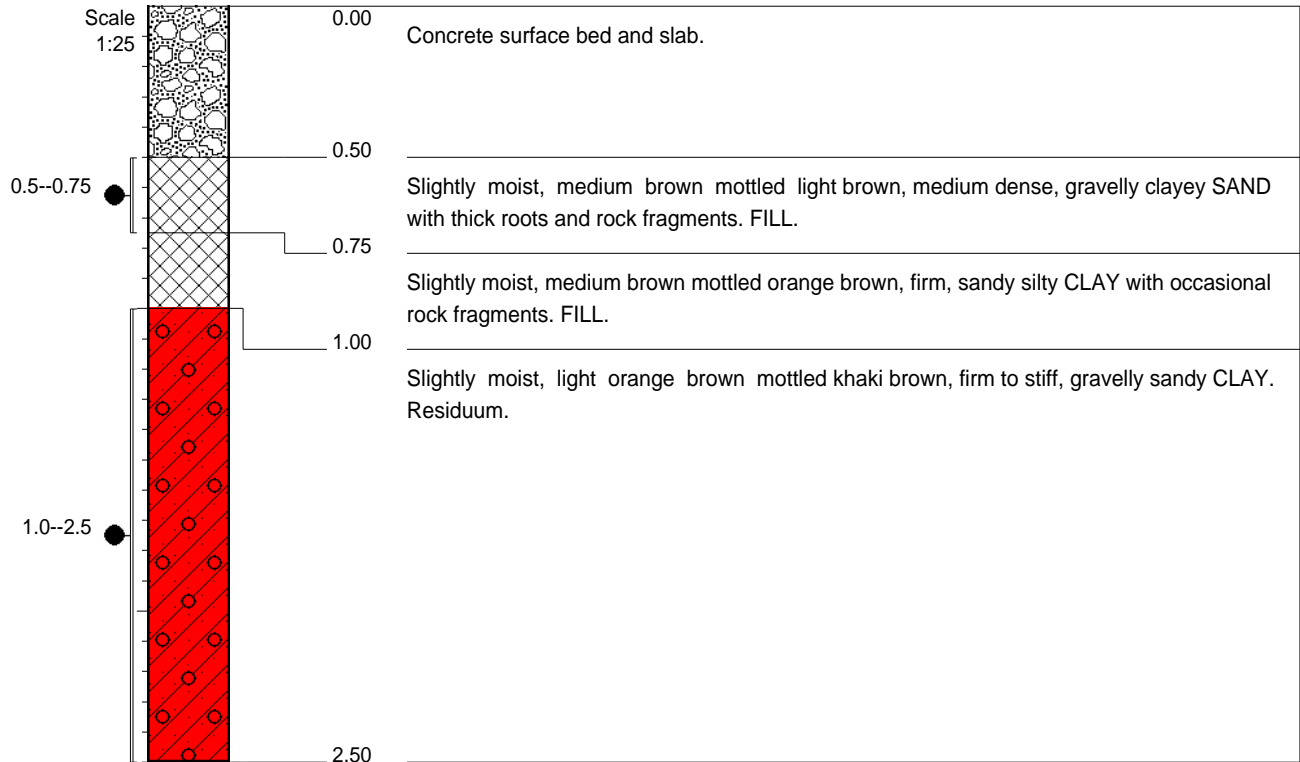 Scale
1:25
0.00
Concrete surface bed and slab.
0.50
0.5--0.75
Slightly moist, medium brown mottled light brown, medium dense, gravelly clayey SAND
with thick roots and rock fragments. FILL.
0.75
Slightly moist, medium brown mottled orange brown, firm, sandy silty CLAY with occasional
rock fragments. FILL.
1.00
Slightly moist, light orange brown mottled khaki brown, firm to stiff, gravelly sandy CLAY.
Residuum.
1.0--2.5
2.50